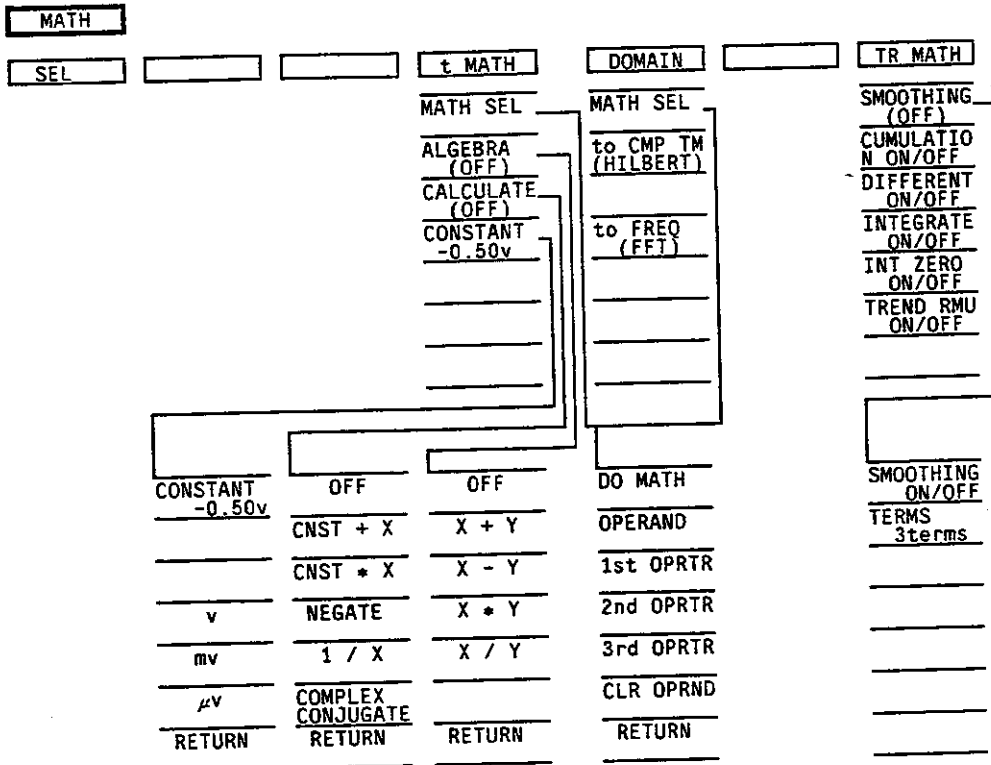 MATH
SEL
t MATH
DOMAIN
TR MATH
MATH SEL
ALGEBRA
(OFF)
CALCULATE
(OFF)
CONSTANT
-0.50v
MATH SEL
to CMP TM
(HILBERT)
to FREQ
(FFT)
SMOOTHING
(OFF)
CUMULATIO
N ON/OFF
DIFFERENT
ON/OFF
INTEGRATE
ON/OFF
INT ZERO
ON/OFF
TREND RMU
ON/OFF
CONSTANT
-0.50v
v
mv
μv
RETURN
OFF
CNST + X
CNST * X
NEGATE
1 / X
COMPLEX
CONJUGATE
RETURN
OFF
X + Y
X - Y
X * Y
X / Y
RETURN
DO MATH
OPERAND
1st OPRTR
2nd OPRTR
3rd OPRTR
CLR OPRND
RETURN
SMOOTHING
ON/OFF
TERMS
3terms